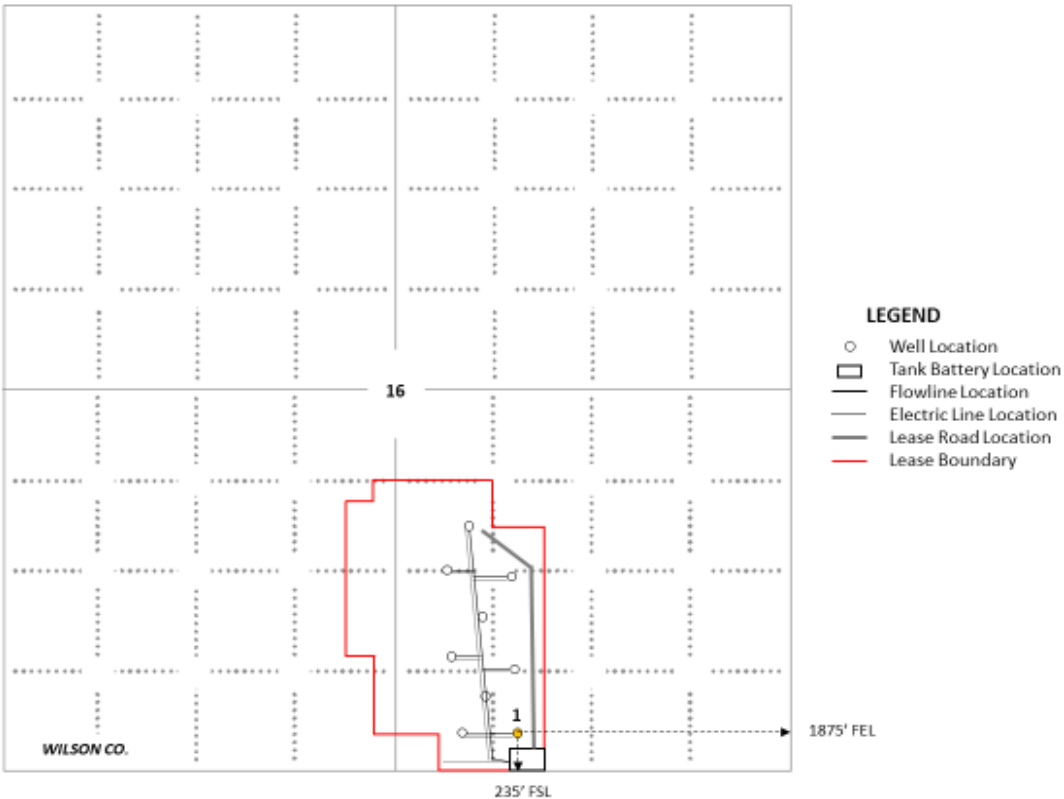 LEGEND
Well Location
Tank Battery Location
Flowline Location
Electric Line Location
Lease Road Location
Lease Boundary
16
1
1875' FEL
WILSON CO.
235' FSL